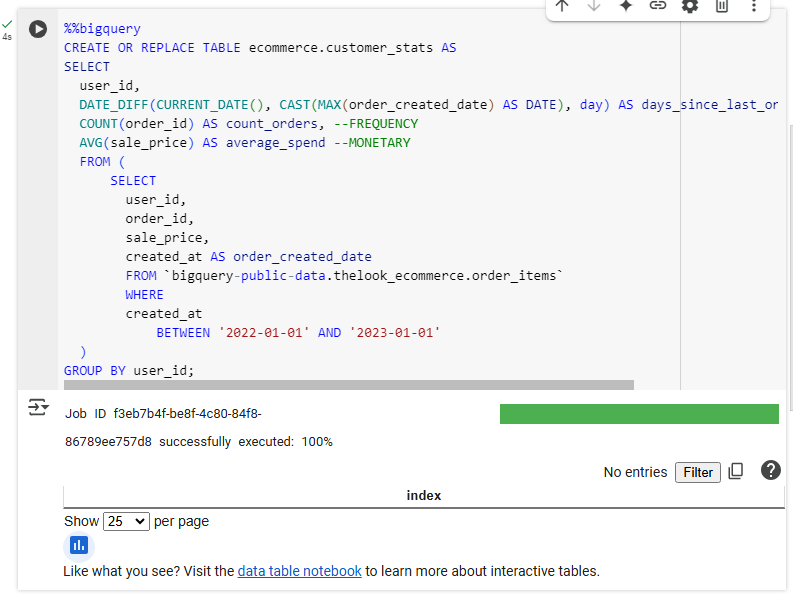 4s
%%bigquery
CREATE OR REPLACE TABLE ecommerce.customer_stats AS
SELECT
user_id,
DATE_DIFF(CURRENT_DATE(), CAST(MAX(order_created_date) AS DATE), day) AS days_since_last_or
COUNT(order_id) AS count_orders, --FREQUENCY
AVG(sale_price) AS average_spend --MONETARY
FROM (
SELECT
user_id,
order_id,
sale_price,
created_at AS order_created_date
FROM `bigquery-public-data.thelook_ecommerce.order_items`
WHERE
created_at
BETWEEN '2022-01-01' AND '2023-01-01'
)
GROUP BY user_id;
Job ID f3eb7b4f-be8f-4c80-84f8-
86789ee757d8 successfully executed: 100%
No entries Filter
index
Show 25 per page
Like what you see? Visit the data table notebook to learn more about interactive tables.